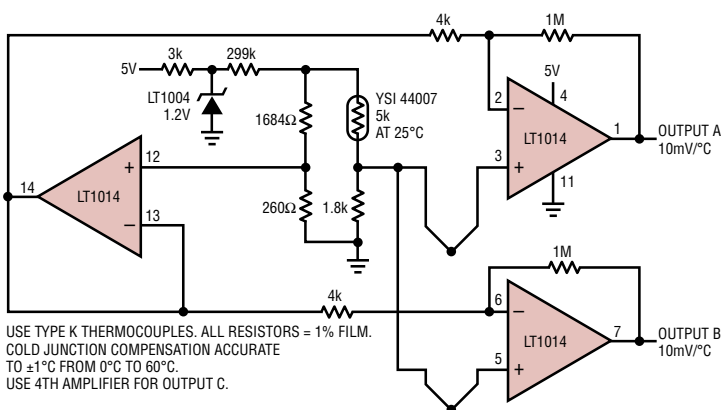 4k
1M
5V
3k
299k
LT1004
1.2V
1684Ω
YSI 44007
5k
AT 25°C
5V
2
4
−
LT1014
1
OUTPUT A
10mV/°C
3
+
11
12
+
14
LT1014
13
−
260Ω
1.8k
1M
4k
6
−
LT1014
7
OUTPUT B
10mV/°C
5
+
USE TYPE K THERMOCOUPLES. ALL RESISTORS = 1% FILM.
COLD JUNCTION COMPENSATION ACCURATE
TO ±1°C FROM 0°C TO 60°C.
USE 4TH AMPLIFIER FOR OUTPUT C.